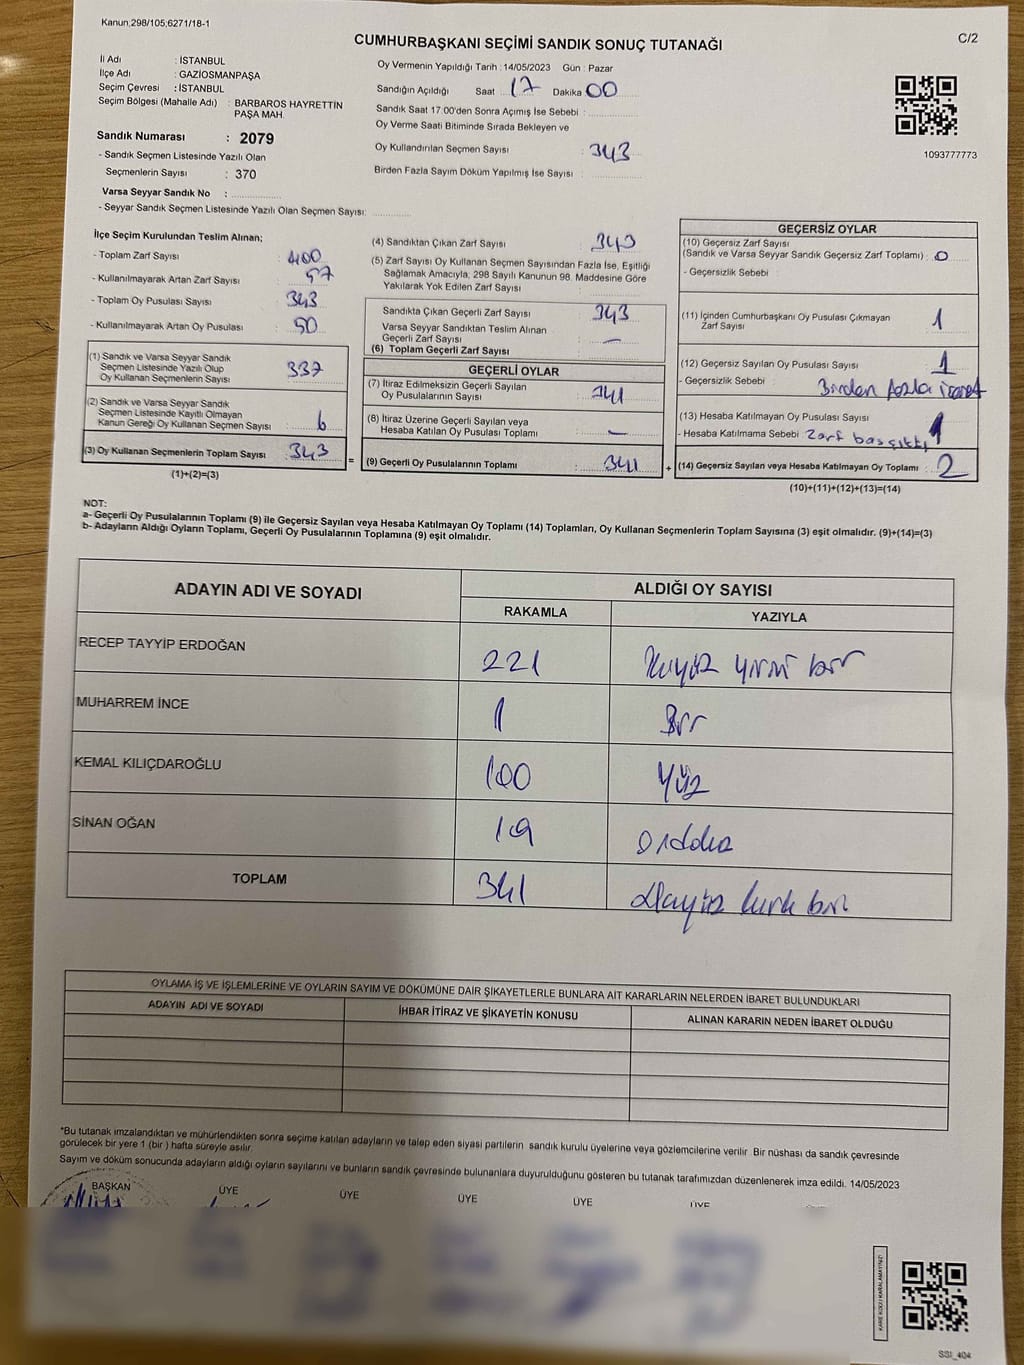 Kanun;298/105;6271/18-1
C/2
CUMHURBAŞKANI SEÇİMİ SANDIK SONUÇ TUTANAĞI
İl Adı : İSTANBUL
İlçe Adı : GAZİOSMANPAŞA
Seçim Çevresi : İSTANBUL
Seçim Bölgesi (Mahalle Adı) : BARBAROS HAYRETTİN
PAŞA MAH.
Sandık Numarası : 2079
- Sandık Seçmen Listesinde Yazılı Olan
Seçmenlerin Sayısı : 370
Varsa Seyyar Sandık No :
- Seyyar Sandık Seçmen Listesinde Yazılı Olan Seçmen Sayısı:
Oy Vermenin Yapıldığı Tarih : 14/05/2023 Gün : Pazar
Sandığın Açıldığı Saat 17 Dakika 00
Sandık Saat 17:00'den Sonra Açımış İse Sebebi :
Oy Verme Saati Bitiminde Sırada Bekleyen ve
Oy Kullandırılan Seçmen Sayısı : 343
Birden Fazla Sayım Döküm Yapılmış İse Sayısı :
1093777773
İlçe Seçim Kurulundan Teslim Alınan;
- Toplam Zarf Sayısı : 400
- Kullanılmayarak Artan Zarf Sayısı : 57
- Toplam Oy Pusulası Sayısı : 343
- Kullanılmayarak Artan Oy Pusulası : 50
(1) Sandık ve Varsa Seyyar Sandık
Seçmen Listesinde Yazılı Olup
Oy Kullanan Seçmenlerin Sayısı : 337
(2) Sandık ve Varsa Seyyar Sandık
Seçmen Listesinde Kayıtlı Olmayan
Kanun Gereği Oy Kullanan Seçmen Sayısı : 6
(3) Oy Kullanan Seçmenlerin Toplam Sayısı : 343
(1)+(2)=(3)
=
(4) Sandıktan Çıkan Zarf Sayısı : 343
(5) Zarf Sayısı Oy Kullanan Seçmen Sayısından Fazla İse, Eşitliği
Sağlamak Amacıyla, 298 Sayılı Kanunun 98. Maddesine Göre
Yakılarak Yok Edilen Zarf Sayısı :
Sandıkta Çıkan Geçerli Zarf Sayısı : 343
Varsa Seyyar Sandıktan Teslim Alınan
Geçerli Zarf Sayısı : —
(6) Toplam Geçerli Zarf Sayısı :
GEÇERLİ OYLAR
(7) İtiraz Edilmeksizin Geçerli Sayılan
Oy Pusulalarının Sayısı : 341
(8) İtiraz Üzerine Geçerli Sayılan veya
Hesaba Katılan Oy Pusulası Toplamı : —
(9) Geçerli Oy Pusulalarının Toplamı : 341
+
GEÇERSİZ OYLAR
(10) Geçersiz Zarf Sayısı
(Sandık ve Varsa Seyyar Sandık Geçersiz Zarf Toplamı) : 0
- Geçersizlik Sebebi :
(11) İçinden Cumhurbaşkanı Oy Pusulası Çıkmayan
Zarf Sayısı : 1
(12) Geçersiz Sayılan Oy Pusulası Sayısı : 1
- Geçersizlik Sebebi : Birden fazla işaret
(13) Hesaba Katılmayan Oy Pusulası Sayısı : 1
- Hesaba Katılmama Sebebi : Zarf boş çıktı
(14) Geçersiz Sayılan veya Hesaba Katılmayan Oy Toplamı : 2
(10)+(11)+(12)+(13)=(14)
NOT:
a- Geçerli Oy Pusulalarının Toplamı (9) ile Geçersiz Sayılan veya Hesaba Katılmayan Oy Toplamı (14) Toplamları, Oy Kullanan Seçmenlerin Toplam Sayısına (3) eşit olmalıdır. (9)+(14)=(3)
b- Adayların Aldığı Oyların Toplamı, Geçerli Oy Pusulalarının Toplamına (9) eşit olmalıdır.
ADAYIN ADI VE SOYADI
ALDIĞI OY SAYISI
RAKAMLA YAZIYLA
RECEP TAYYİP ERDOĞAN 221 İkiyüz yirmi bir
MUHARREM İNCE 1 Bir
KEMAL KILIÇDAROĞLU 100 Yüz
SİNAN OĞAN 19 Ondokuz
TOPLAM 341 Üçyüz kırk bir
OYLAMA İŞ VE İŞLEMLERİNE VE OYLARIN SAYIM VE DÖKÜMÜNE DAİR ŞİKAYETLERLE BUNLARA AİT KARARLARIN NELERDEN İBARET BULUNDUKLARI
ADAYIN ADI VE SOYADI İHBAR İTİRAZ VE ŞİKAYETİN KONUSU ALINAN KARARIN NEDEN İBARET OLDUĞU
*Bu tutanak imzalandıktan ve mühürlendikten sonra seçime katılan adayların ve talep eden siyasi partilerin sandık kurulu üyelerine veya gözlemcilerine verilir. Bir nüshası da sandık çevresinde
görülecek bir yere 1 (bir) hafta süreyle asılır.
Sayım ve döküm sonucunda adayların aldığı oyların sayılarını ve bunların sandık çevresinde bulunanlara duyurulduğunu gösteren bu tutanak tarafımızdan düzenlenerek imza edildi. 14/05/2023
BAŞKAN ÜYE ÜYE ÜYE ÜYE ÜYE
KARE KODU KARALAMAYINIZ!
SSI_404